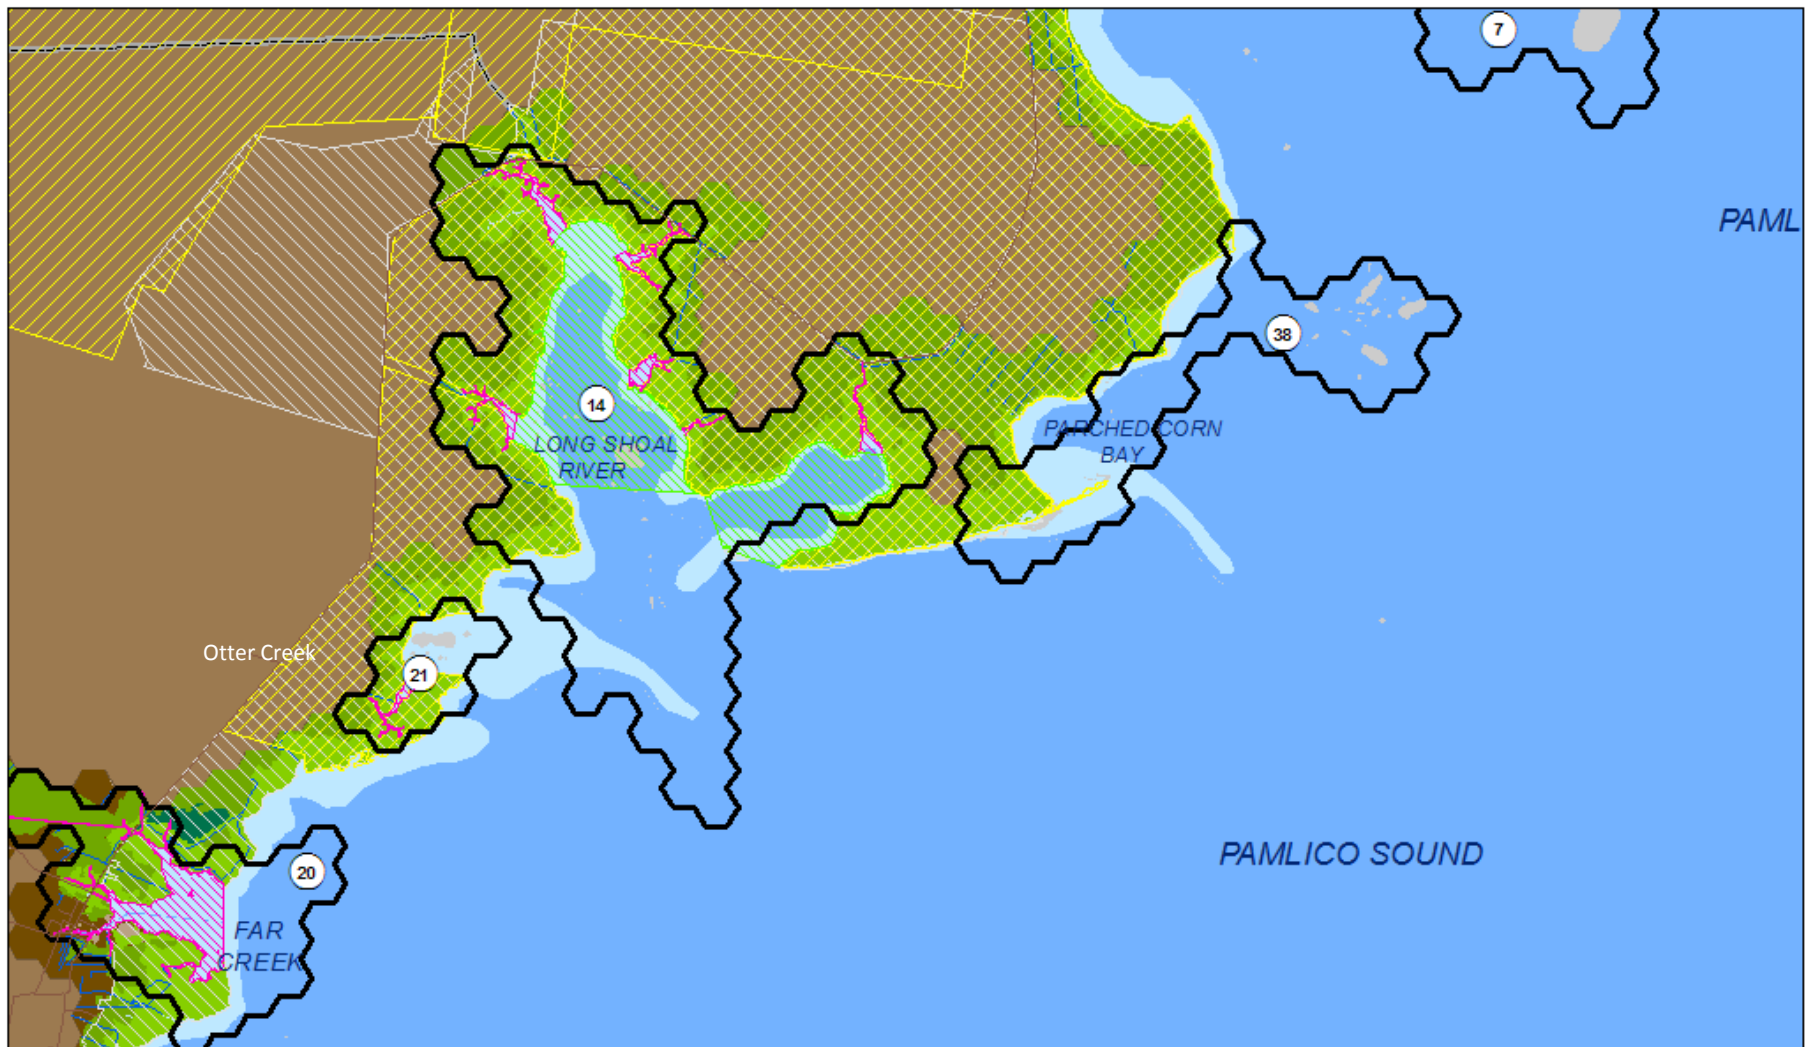 7
PAML
38
14
LONG SHOAL
RIVER
PARCHED CORN
BAY
Otter Creek
21
PAMLICO SOUND
20
FAR
CREEK